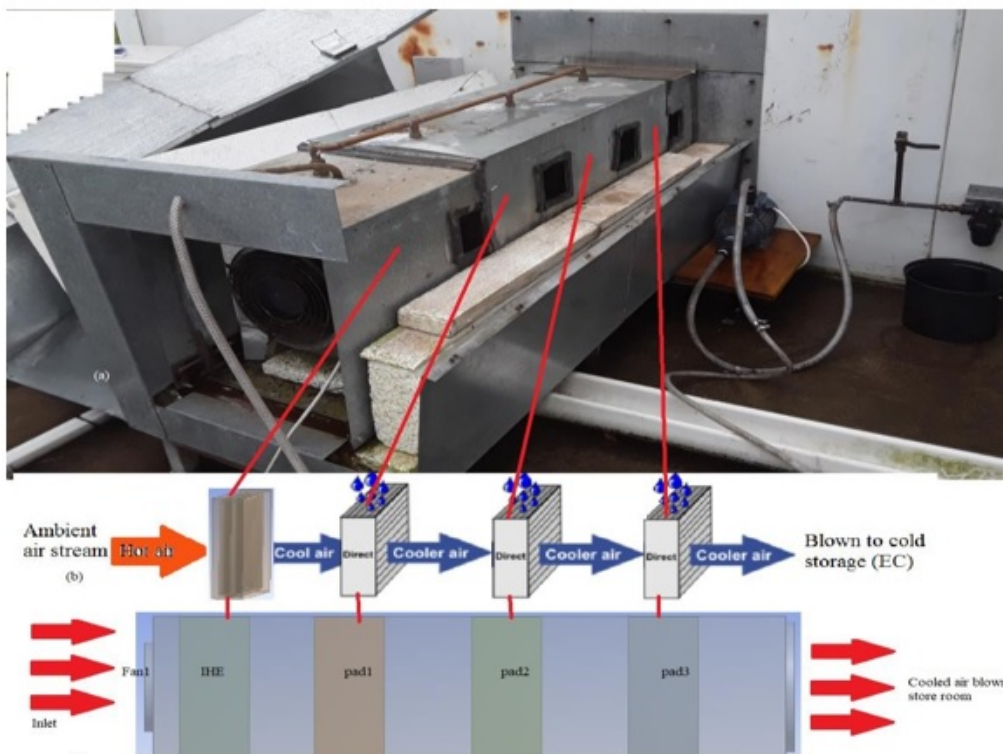 (a)
Ambient
air stream
Hot air
Cool air
Direct
Cooler air
Direct
Cooler air
Direct
Cooler air
Blown to cold
storage (EC)
(b)
Fan1
IHE
pad1
pad2
pad3
Inlet
Cooled air blown
store room